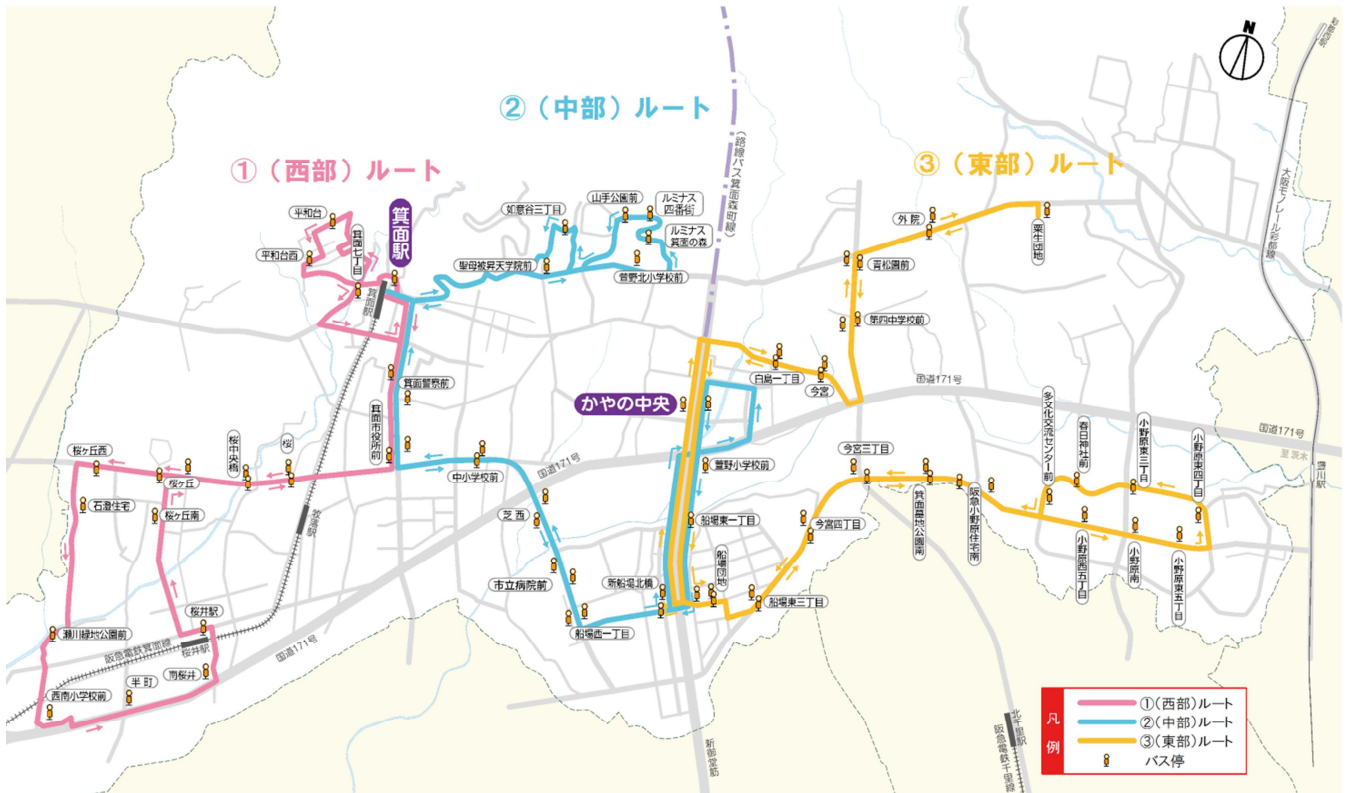 N
②（中部）ルート
①（西部）ルート
③（東部）ルート
（路線バス箕面森町線）
大阪モノレール彩都線
平和台
平和台西
箕面七丁目
箕面駅
箕面駅
如意谷三丁目
山手公園前
ルミナス
四番街
ルミナス
箕面の森
聖母被昇天学院前
萱野北小学校前
外院
粟生団地
青松園前
第四中学校前
白島一丁目
今宮
国道171号
かやの中央
箕面警察前
箕面市役所前
桜ヶ丘西
桜中央橋
桜
桜ヶ丘
石澄住宅
桜ヶ丘南
牧落駅
中小学校前
国道171号
萱野小学校前
今宮三丁目
多文化交流センター前
春日神社前
小野原東三丁目
小野原東四丁目
国道171号
至茨木
豊川駅
芝西
船場東一丁目
今宮四丁目
箕面墓地公園南
阪急小野原住宅南
市立病院前
新船場北橋
船場団地
船場東三丁目
小野原西五丁目
小野原南
小野原東五丁目
船場西一丁目
瀬川緑地公園前
桜井駅
阪急電鉄箕面線
桜井駅
国道171号
南桜井
半町
西南小学校前
新御堂筋
北千里駅
阪急電鉄千里線
凡例
①（西部）ルート
②（中部）ルート
③（東部）ルート
バス停